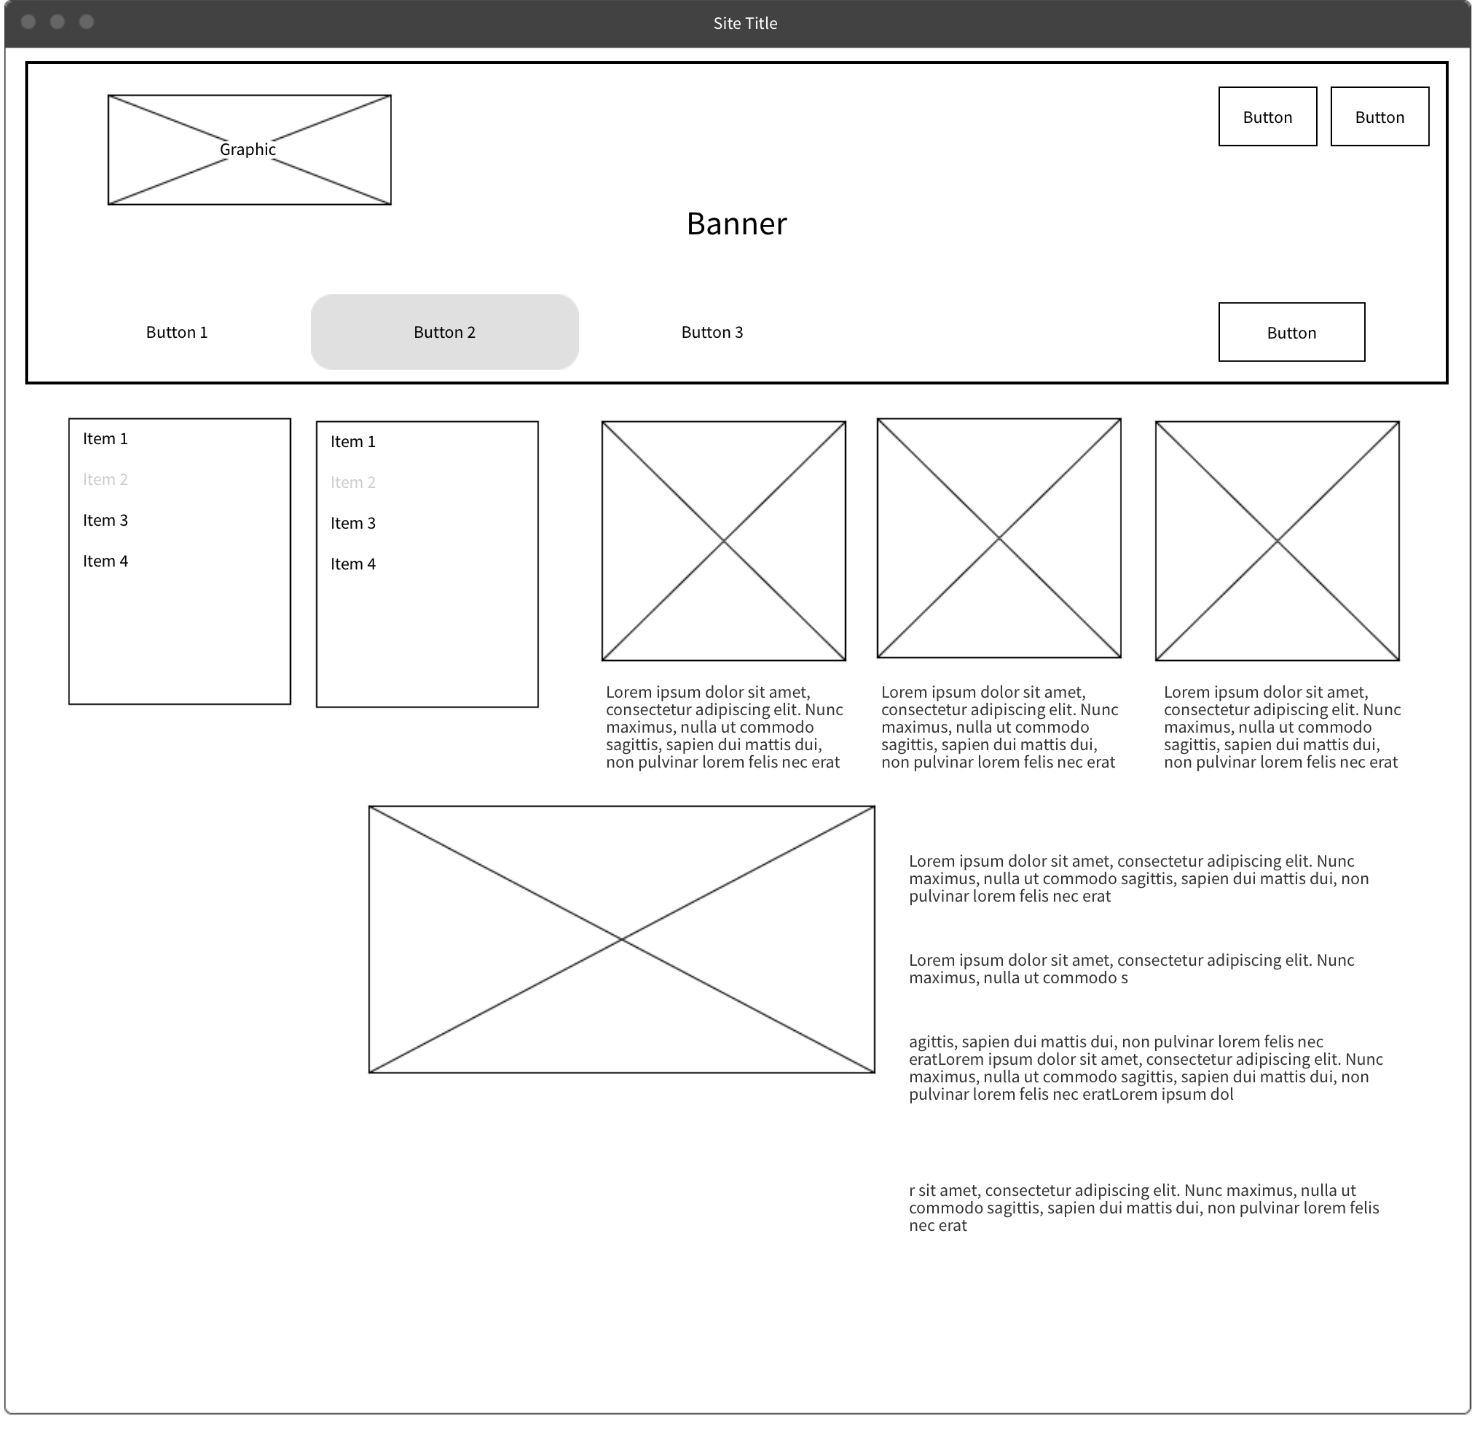 Site Title
Graphic
Button
Button
Banner
Button 1
Button 2
Button 3
Button
Item 1
Item 2
Item 3
Item 4
Item 1
Item 2
Item 3
Item 4
Lorem ipsum dolor sit amet,
consectetur adipiscing elit. Nunc
maximus, nulla ut commodo
sagittis, sapien dui mattis dui,
non pulvinar lorem felis nec erat
Lorem ipsum dolor sit amet,
consectetur adipiscing elit. Nunc
maximus, nulla ut commodo
sagittis, sapien dui mattis dui,
non pulvinar lorem felis nec erat
Lorem ipsum dolor sit amet,
consectetur adipiscing elit. Nunc
maximus, nulla ut commodo
sagittis, sapien dui mattis dui,
non pulvinar lorem felis nec erat
Lorem ipsum dolor sit amet, consectetur adipiscing elit. Nunc
maximus, nulla ut commodo sagittis, sapien dui mattis dui, non
pulvinar lorem felis nec erat
Lorem ipsum dolor sit amet, consectetur adipiscing elit. Nunc
maximus, nulla ut commodo s
agittis, sapien dui mattis dui, non pulvinar lorem felis nec
eratLorem ipsum dolor sit amet, consectetur adipiscing elit. Nunc
maximus, nulla ut commodo sagittis, sapien dui mattis dui, non
pulvinar lorem felis nec eratLorem ipsum dol
r sit amet, consectetur adipiscing elit. Nunc maximus, nulla ut
commodo sagittis, sapien dui mattis dui, non pulvinar lorem felis
nec erat